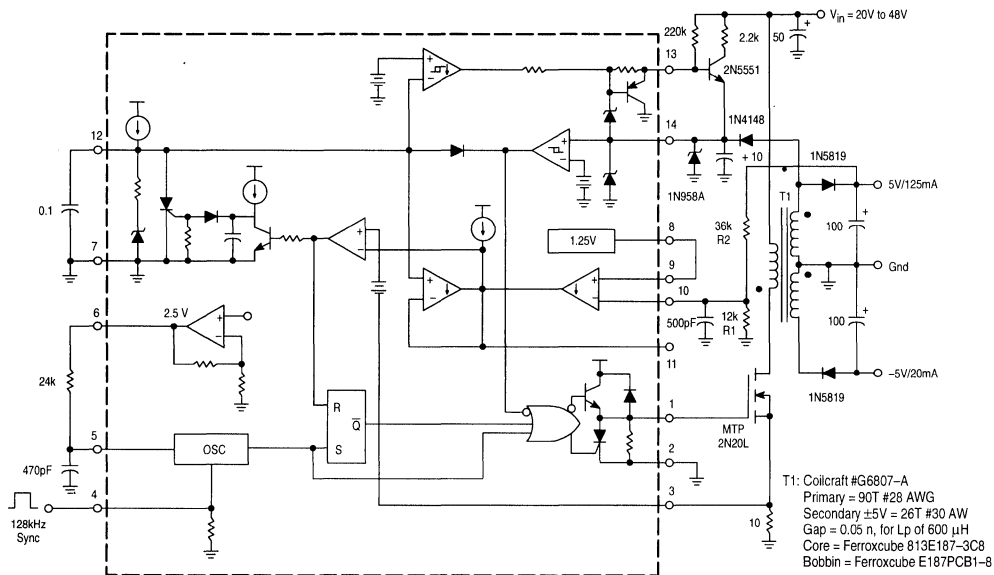 Vin = 20V to 48V
220k
2.2k
50
+
13
2N5551
12
14
1N4148
+ 10
1N5819
5V/125mA
T1
0.1
1N958A
36k
R2
100
+
8
1.25V
7
9
Gnd
10
6
2.5 V
500pF
12k
R1
100
+
11
24k
–5V/20mA
1N5819
R
Q
S
1
MTP
2N20L
5
OSC
2
470pF
4
3
128kHz
Sync
10
T1: Coilcraft #G6807–A
Primary = 90T #28 AWG
Secondary ±5V = 26T #30 AW
Gap = 0.05 n, for Lp of 600 μH
Core = Ferroxcube 813E187–3C8
Bobbin = Ferroxcube E187PCB1–8